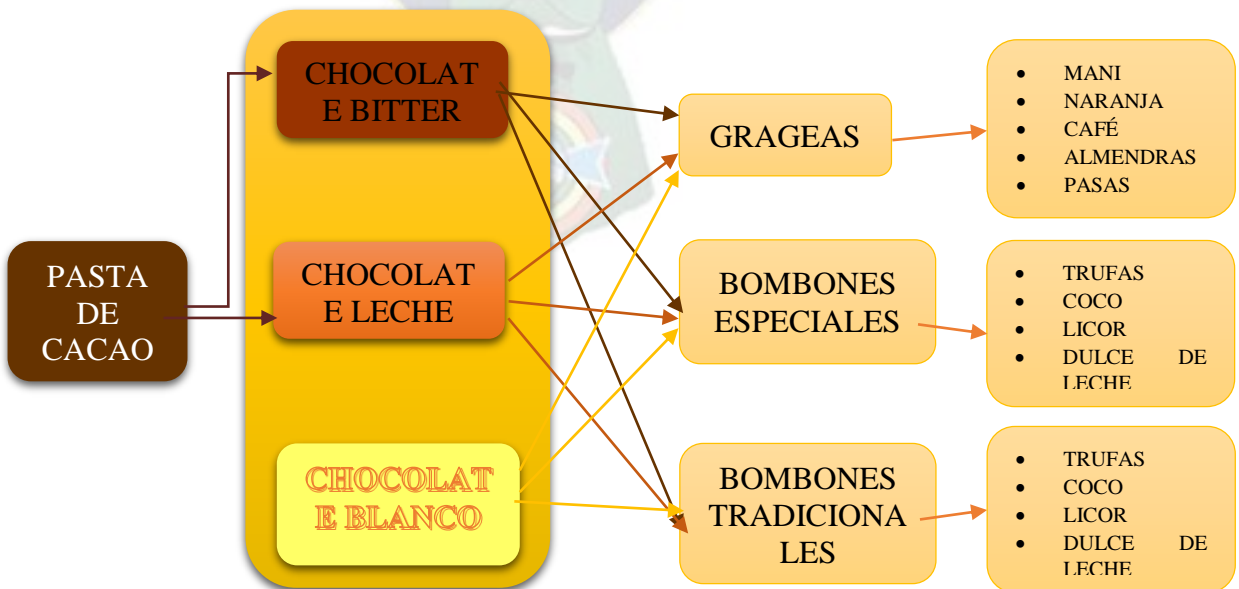 PASTA
DE
CACAO
CHOCOLAT
E BITTER
CHOCOLAT
E LECHE
CHOCOLAT
E BLANCO
GRAGEAS
BOMBONES
ESPECIALES
BOMBONES
TRADICIONA
LES
• MANI
• NARANJA
• CAFÉ
• ALMENDRAS
• PASAS
• TRUFAS
• COCO
• LICOR
• DULCE DE
LECHE
• TRUFAS
• COCO
• LICOR
• DULCE DE
LECHE